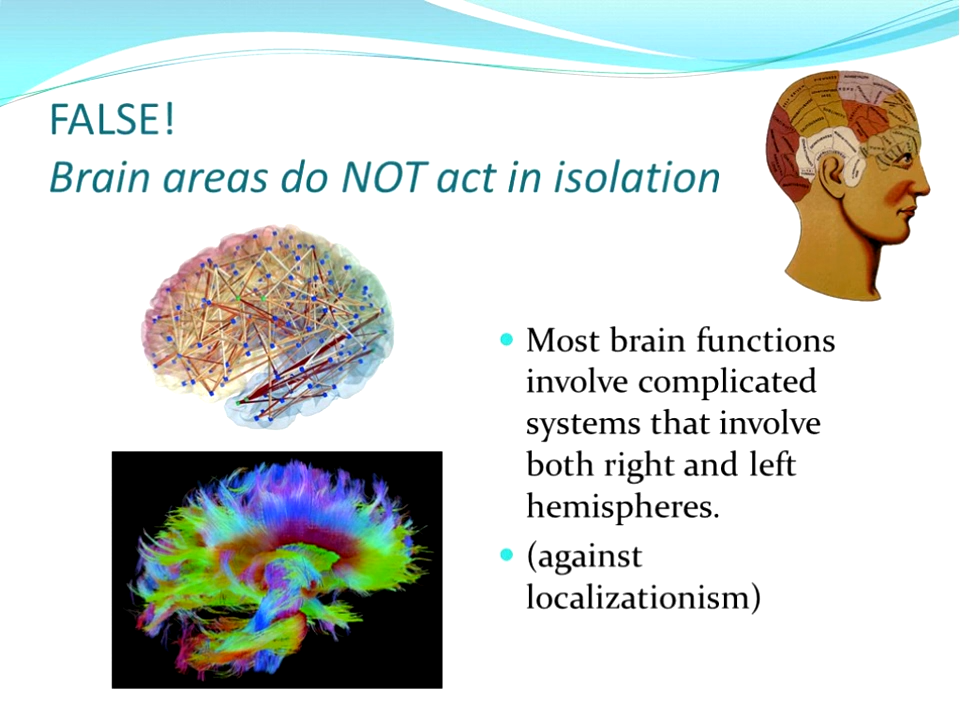 FALSE!
Brain areas do NOT act in isolation
Most brain functions
involve complicated
systems that involve
both right and left
hemispheres.
(against
localizationism)